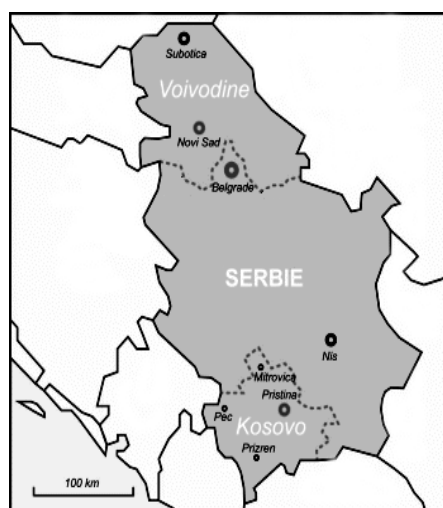 Subotica
Voivodine
Novi Sad
Belgrade
SERBIE
Nis
Mitrovica
Pristina
Pec
Kosovo
Prizren
100 km